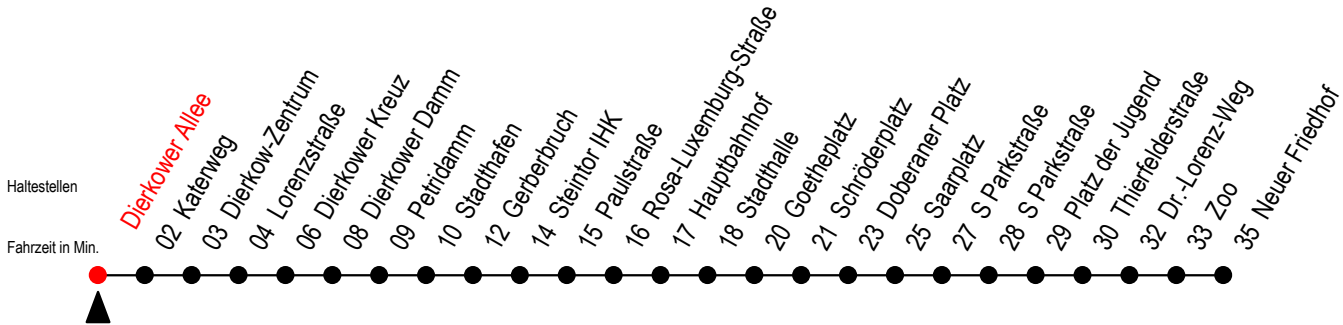 Haltestellen
Fahrzeit in Min.
Dierkower Allee
02 Katerweg
03 Dierkow-Zentrum
04 Lorenzstraße
06 Dierkower Kreuz
08 Dierkower Damm
09 Petridamm
10 Stadthafen
12 Gerberbruch
14 Steintor IHK
15 Paulstraße
16 Rosa-Luxemburg-Straße
17 Hauptbahnhof
18 Stadthalle
20 Goetheplatz
21 Schröderplatz
23 Doberaner Platz
25 Saarplatz
27 S Parkstraße
28 S Parkstraße
29 Platz der Jugend
30 Thierfelderstraße
32 Dr.-Lorenz-Weg
33 Zoo
35 Neuer Friedhof